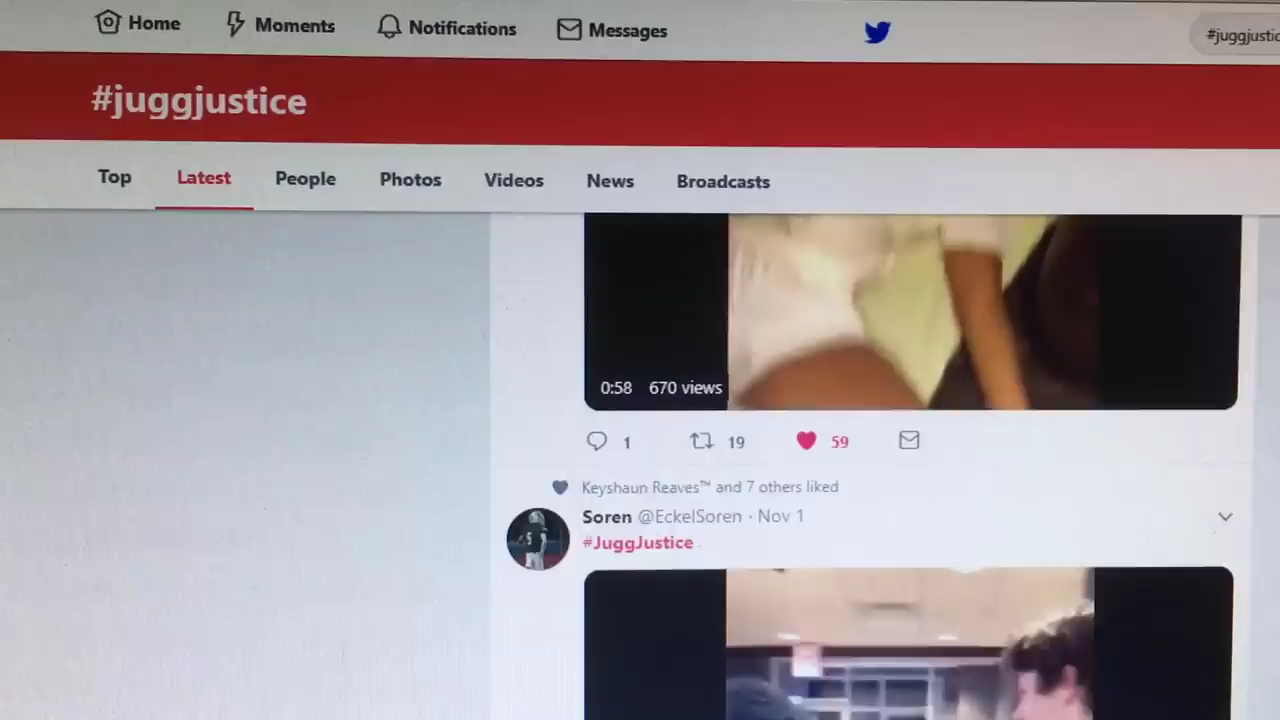 Home Moments Notifications Messages #juggjustic
#juggjustice
Top Latest People Photos Videos News Broadcasts
0:58 670 views
1 19 59
Keyshaun Reaves™ and 7 others liked
Soren @EckelSoren · Nov 1
#JuggJustice